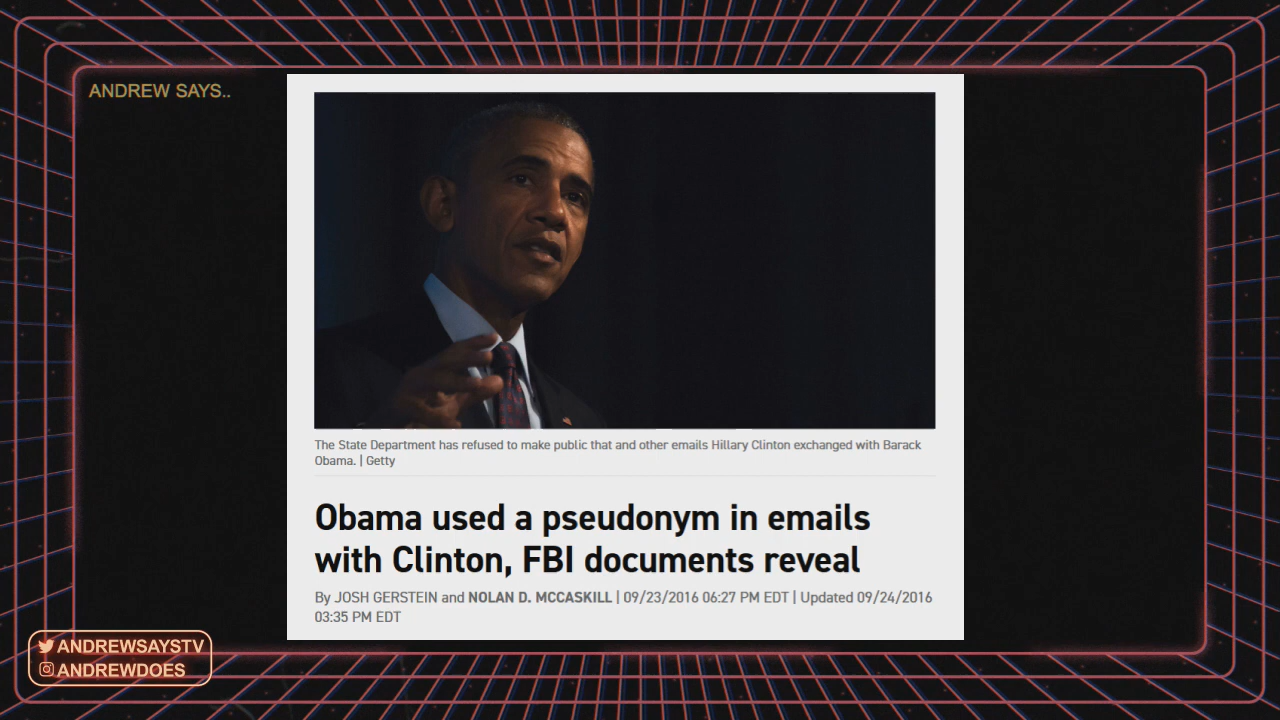 ANDREW SAYS..
The State Department has refused to make public that and other emails Hillary Clinton exchanged with Barack
Obama. | Getty
Obama used a pseudonym in emails
with Clinton, FBI documents reveal
By JOSH GERSTEIN and NOLAN D. MCCASKILL | 09/23/2016 06:27 PM EDT | Updated 09/24/2016
03:35 PM EDT
ANDREWSAYSTV
ANDREWDOES